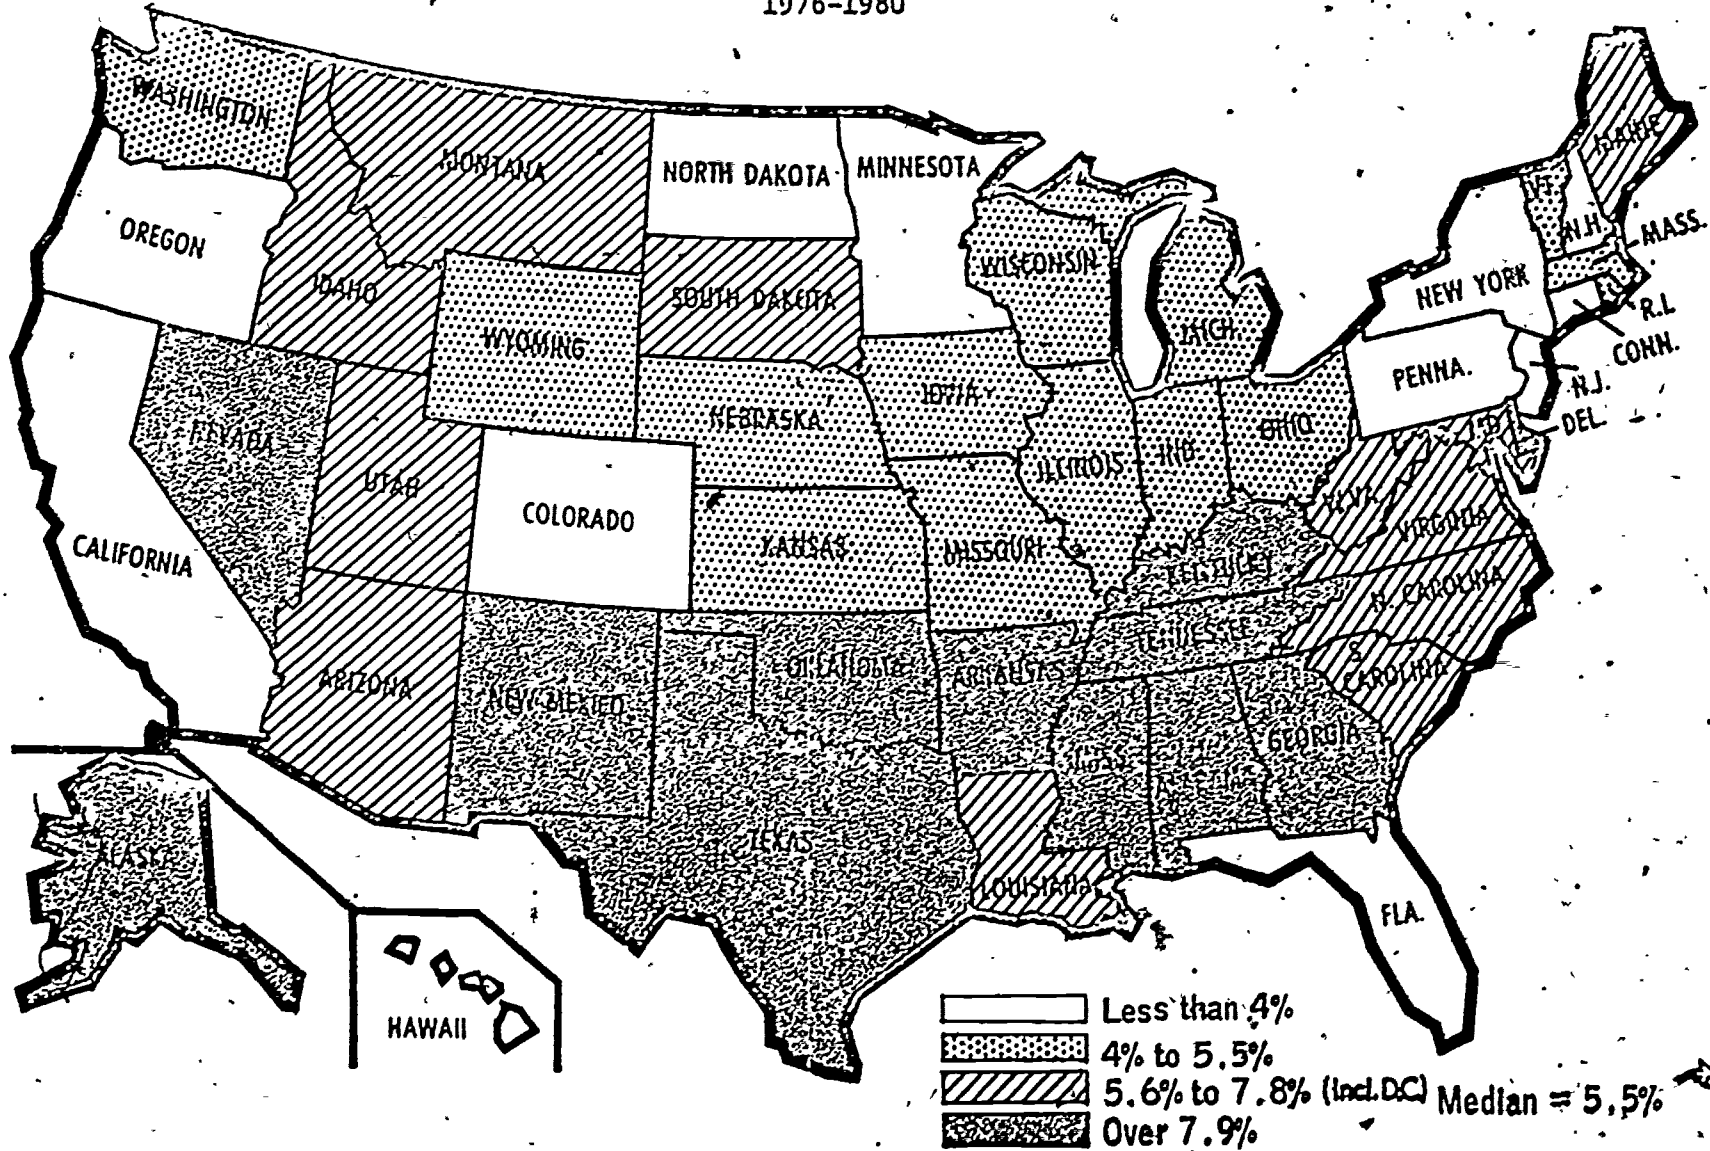 1976-1980
WASHINGTON
MONTANA
NORTH DAKOTA
MINNESOTA
MAINE
VT.
N.H.
MASS.
OREGON
IDAHO
SOUTH DAKOTA
WISCONSIN
MICH.
NEW YORK
R.I.
CONN.
WYOMING
PENNA.
N.J.
DEL.
NEVADA
NEBRASKA
IOWA
OHIO
UTAH
ILLINOIS
IND.
COLORADO
W.VA.
VIRGINIA
CALIFORNIA
KANSAS
MISSOURI
KENTUCKY
N. CAROLINA
TENNESSEE
ARIZONA
NEW MEXICO
OKLAHOMA
ARKANSAS
S.
CAROLINA
MISS.
GEORGIA
TEXAS
ALASKA
LOUISIANA
FLA.
HAWAII
Less than 4%
4% to 5.5%
5.6% to 7.8% (Incl. D.C.) Median = 5.5%
Over 7.9%